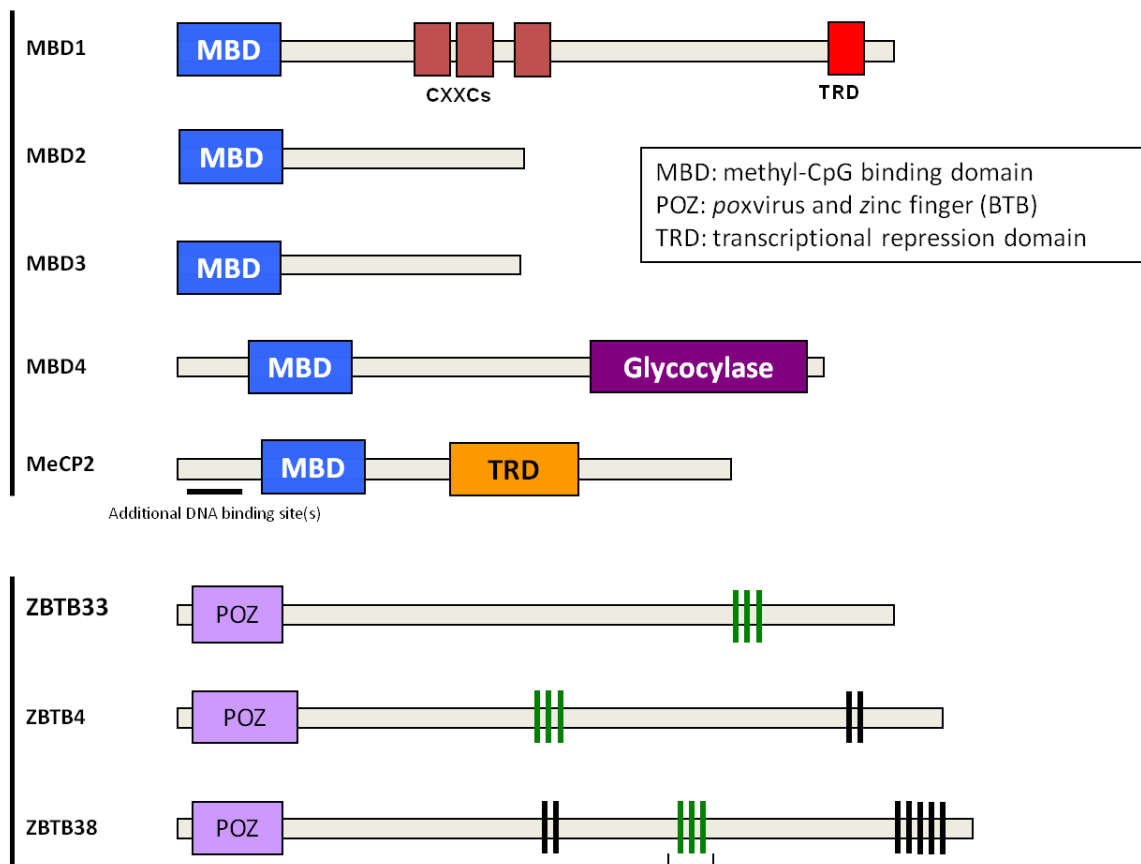 MBD1
MBD
CXXCs
TRD
MBD2
MBD
MBD: methyl-CpG binding domain
POZ: poxvirus and zinc finger (BTB)
TRD: transcriptional repression domain
MBD3
MBD
MBD4
MBD
Glycocylase
MeCP2
MBD
TRD
Additional DNA binding site(s)
ZBTB33
POZ
ZBTB4
POZ
ZBTB38
POZ